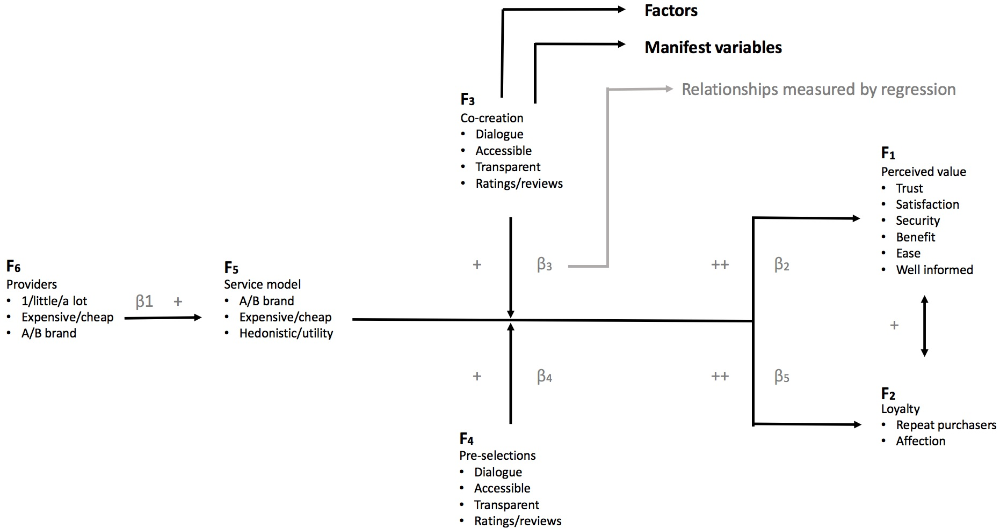 Factors
Manifest variables
Relationships measured by regression
F3
Co-creation
• Dialogue
• Accessible
• Transparent
• Ratings/reviews
F1
Perceived value
• Trust
• Satisfaction
• Security
• Benefit
• Ease
• Well informed
F6
Providers
• 1/little/a lot
• Expensive/cheap
• A/B brand
β1 +
F5
Service model
• A/B brand
• Expensive/cheap
• Hedonistic/utility
+ β3
++ β2
+
+ β4
++ β5
F2
Loyalty
• Repeat purchasers
• Affection
F4
Pre-selections
• Dialogue
• Accessible
• Transparent
• Ratings/reviews